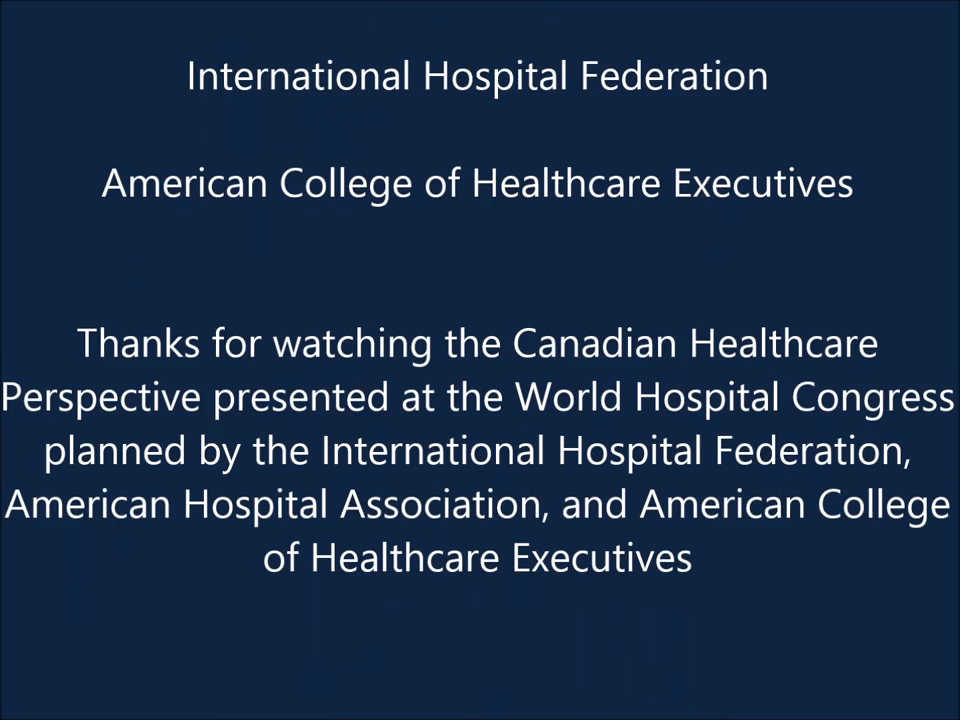 International Hospital Federation
American College of Healthcare Executives
Thanks for watching the Canadian Healthcare
Perspective presented at the World Hospital Congress
planned by the International Hospital Federation,
American Hospital Association, and American College
of Healthcare Executives